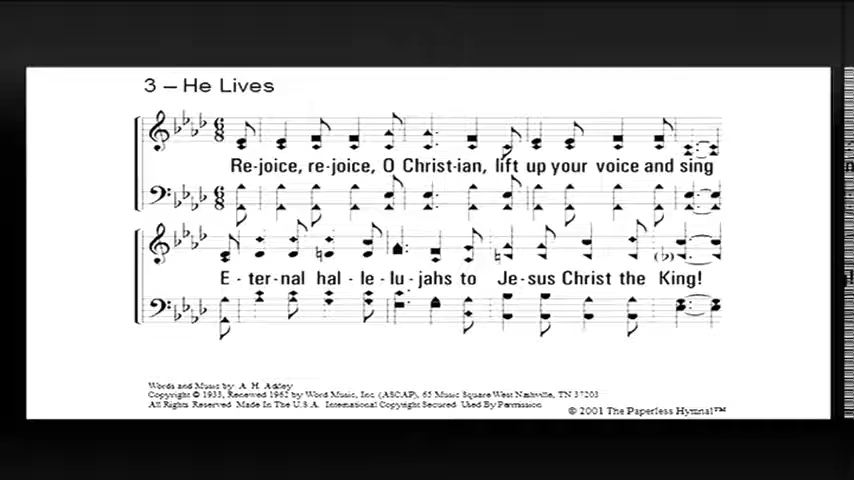 3 – He Lives
Re-joice, re-joice, O Christ-ian, lift up your voice and sing
E - ter-nal hal - le-lu-jahs to Je-sus Christ the King!
Words and Music by: A. H. Ackley
Copyright © 1933, Renewed 1961 by Word Music, Inc. (ASCAP), 65 Music Square West Nashville, TN 37203
All Rights Reserved Made In The U.S.A. International Copyright Secured Used By Permission
© 2001 The Paperless Hymnal™